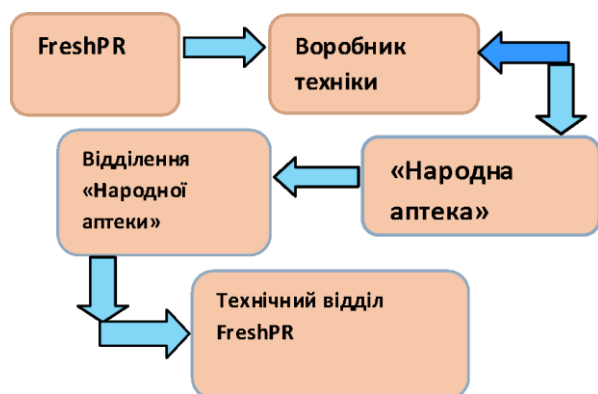 FreshPR
Воробник
техніки
Відділення
«Народної
аптеки»
«Народна
аптека»
Технічний відділ
FreshPR